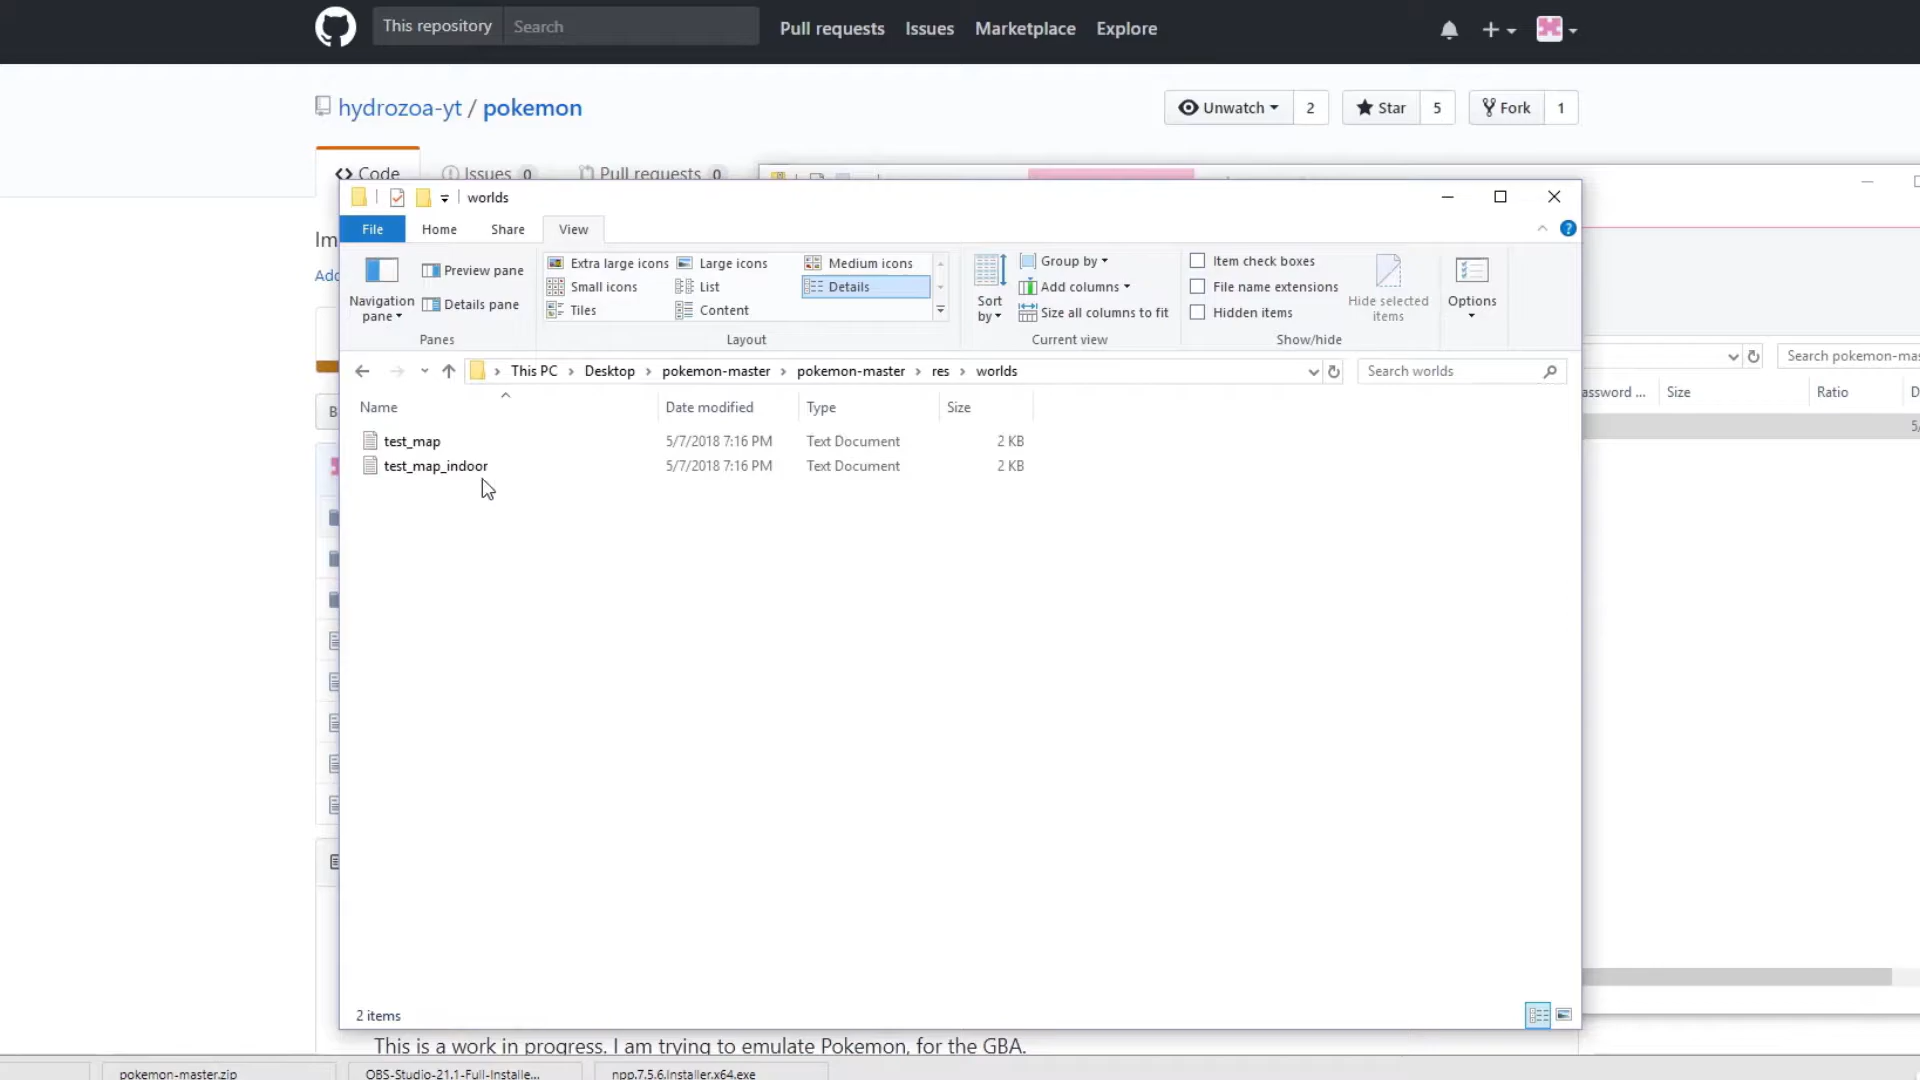 This repository Search Pull requests Issues Marketplace Explore
hydrozoa-yt / pokemon Unwatch 2 Star 5 Fork 1
Code Issues 0 Pull requests 0
worlds
File Home Share View
Navigation pane Preview pane Details pane Panes
Extra large icons Large icons Medium icons
Small icons List Details
Tiles Content
Layout
Sort by Group by
Add columns
Size all columns to fit
Current view
Item check boxes
File name extensions
Hidden items
Hide selected items
Show/hide
Options
This PC Desktop pokemon-master pokemon-master res worlds Search worlds
Search pokemon-mas
Name Date modified Type Size
assword ... Size Ratio D
test_map 5/7/2018 7:16 PM Text Document 2 KB
test_map_indoor 5/7/2018 7:16 PM Text Document 2 KB
2 items
This is a work in progress. I am trying to emulate Pokemon, for the GBA.
pokemon-master.zip OBS-Studio-21.1-Full-Installe... npp.7.5.6.Installer.x64.exe